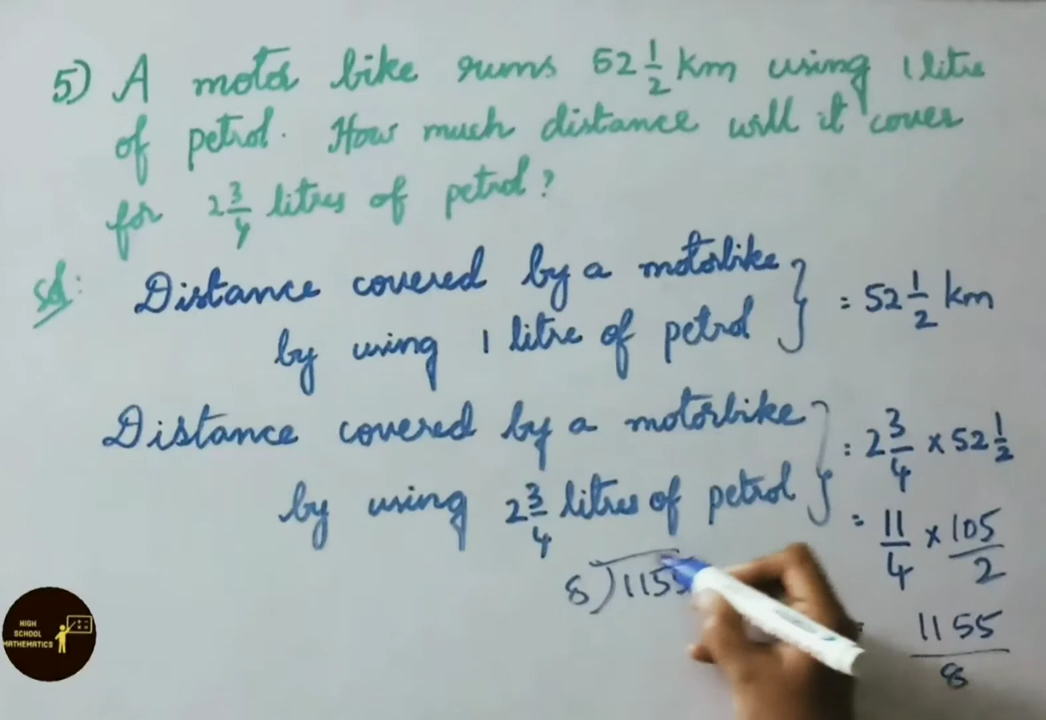 5) A motor bike runs 52 1/2 km using 1 litre
of petrol. How much distance will it cover
for 2 3/4 litres of petrol?
Sol:
Distance covered by a motorbike
by using 1 litre of petrol } = 52 1/2 km
Distance covered by a motorbike
by using 2 3/4 litres of petrol } = 2 3/4 × 52 1/2
= 11/4 × 105/2
8)1155
= 1155/8
HIGH
SCHOOL
MATHEMATICS